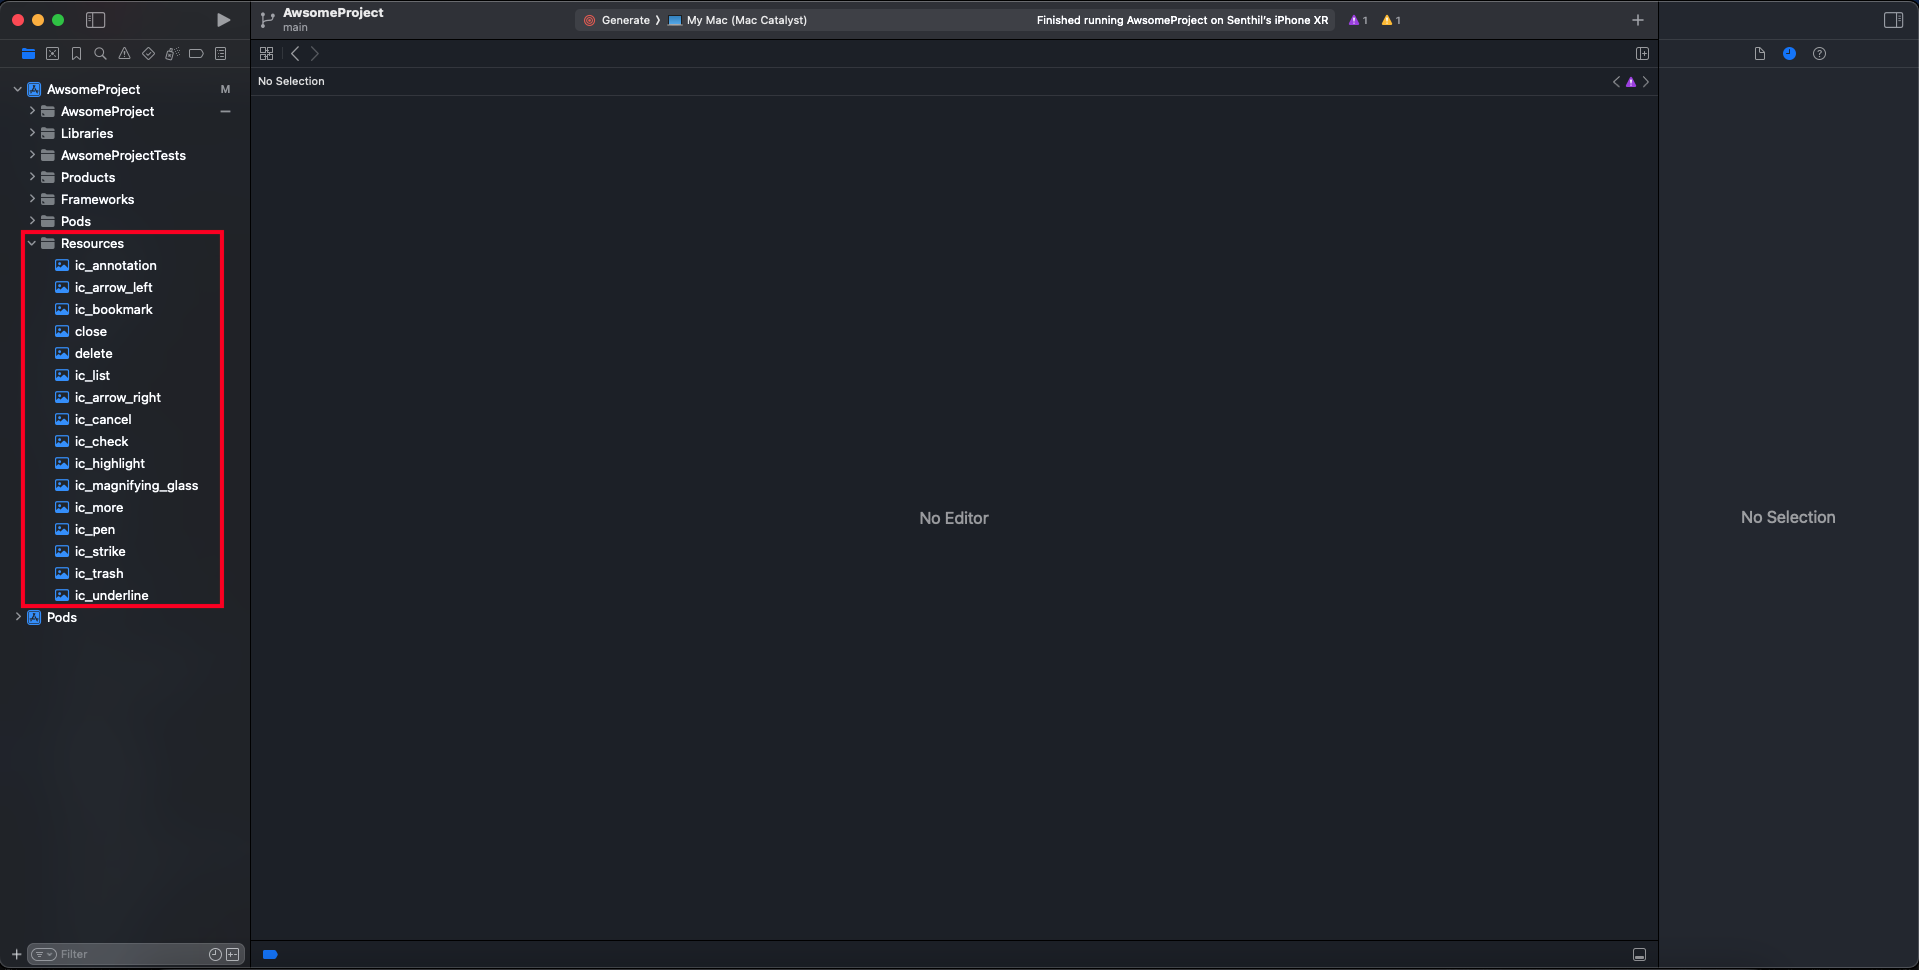 AwsomeProject
main
Generate
My Mac (Mac Catalyst)
Finished running AwsomeProject on Senthil's iPhone XR
1
1
No Selection
AwsomeProject
M
AwsomeProject
Libraries
AwsomeProjectTests
Products
Frameworks
Pods
Resources
ic_annotation
ic_arrow_left
ic_bookmark
close
delete
ic_list
ic_arrow_right
ic_cancel
ic_check
ic_highlight
ic_magnifying_glass
ic_more
ic_pen
ic_strike
ic_trash
ic_underline
Pods
No Editor
No Selection
Filter